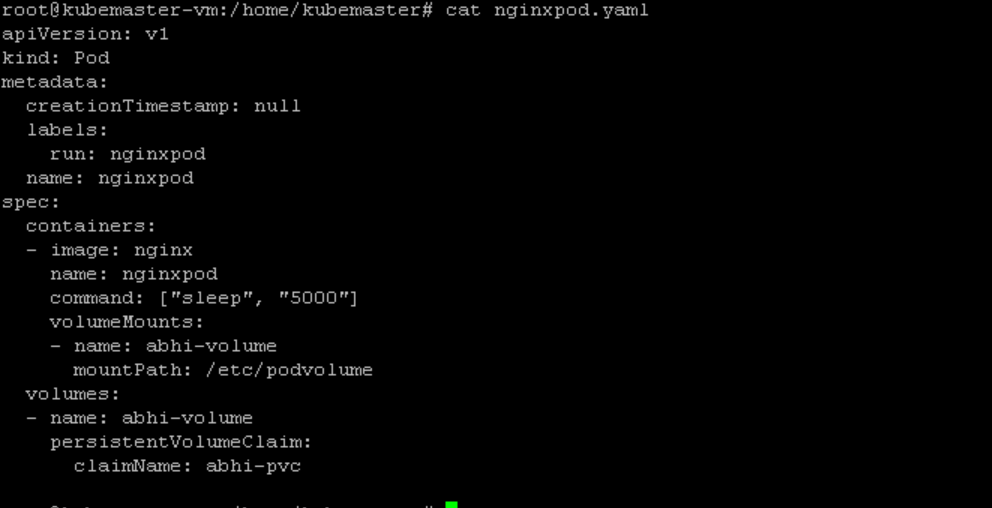 root@kubemaster-vm:/home/kubemaster# cat nginxpod.yaml
apiVersion: v1
kind: Pod
metadata:
  creationTimestamp: null
  labels:
    run: nginxpod
  name: nginxpod
spec:
  containers:
  - image: nginx
    name: nginxpod
    command: ["sleep", "5000"]
    volumeMounts:
    - name: abhi-volume
      mountPath: /etc/podvolume
  volumes:
  - name: abhi-volume
    persistentVolumeClaim:
      claimName: abhi-pvc